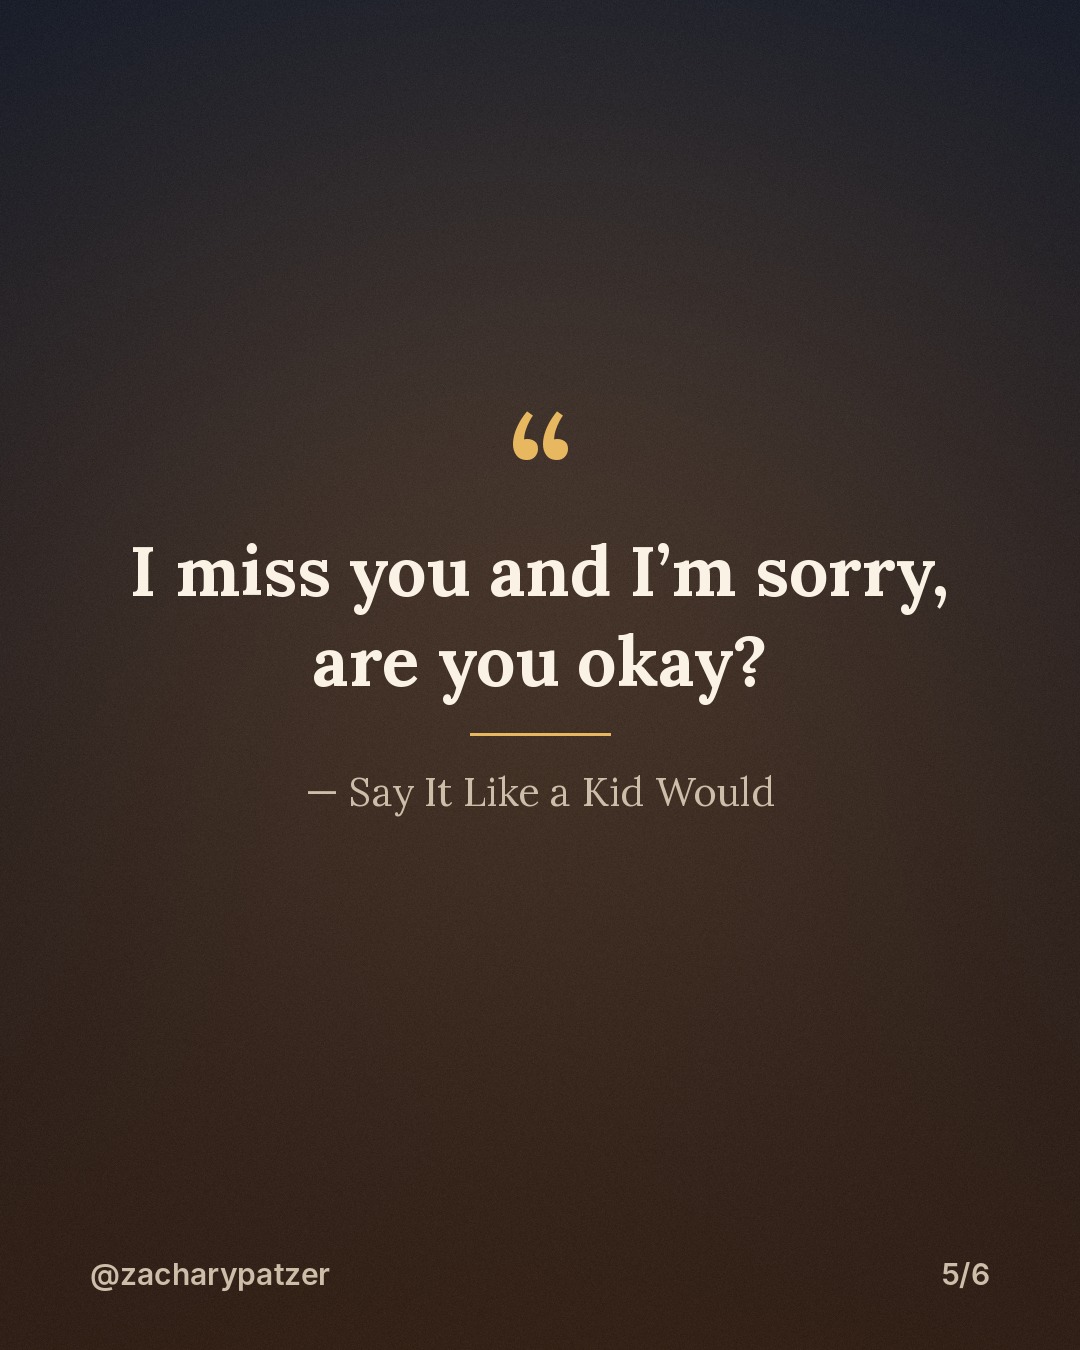 “
I miss you and I’m sorry,
are you okay?
— Say It Like a Kid Would
@zacharypatzer
5/6